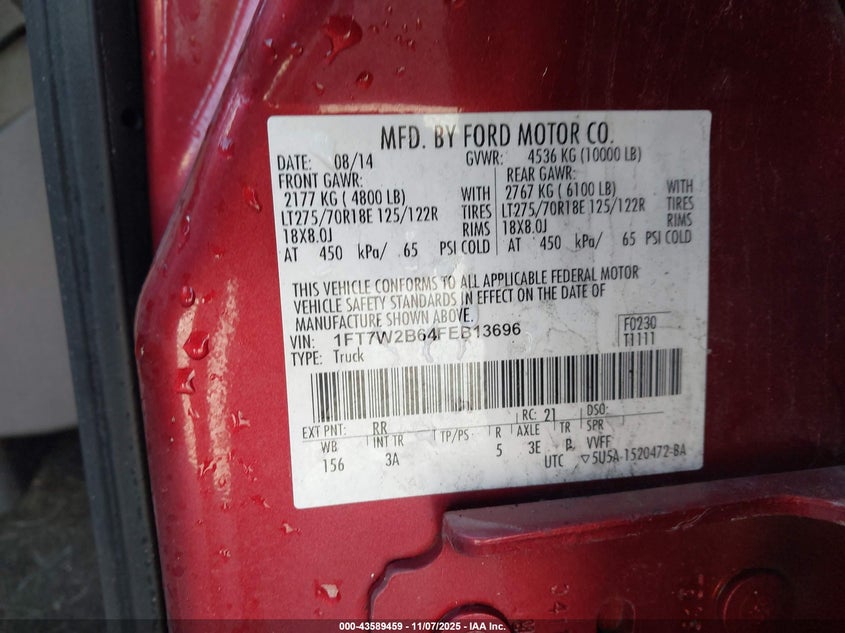 MFD. BY FORD MOTOR CO.
DATE: 08/14 GVWR: 4536 KG (10000 LB)
FRONT GAWR: REAR GAWR:
2177 KG ( 4800 LB) WITH 2767 KG ( 6100 LB) WITH
LT275/70R18E 125/122R TIRES LT275/70R18E 125/122R TIRES
18X8.0J RIMS 18X8.0J RIMS
AT 450 kPa/ 65 PSI COLD AT 450 kPa/ 65 PSI COLD
THIS VEHICLE CONFORMS TO ALL APPLICABLE FEDERAL MOTOR
VEHICLE SAFETY STANDARDS IN EFFECT ON THE DATE OF
MANUFACTURE SHOWN ABOVE.
VIN: 1FT7W2B64FEB13696 F0230
TYPE: Truck T1111
EXT PNT: RR RC: 21 DSO:
WB INT TR TP/PS R AXLE TR SPR
156 3A 5 3E P VVFF
UTC ▽5U5A-1520472-BA
000-43589459 - 11/07/2025 - IAA Inc.